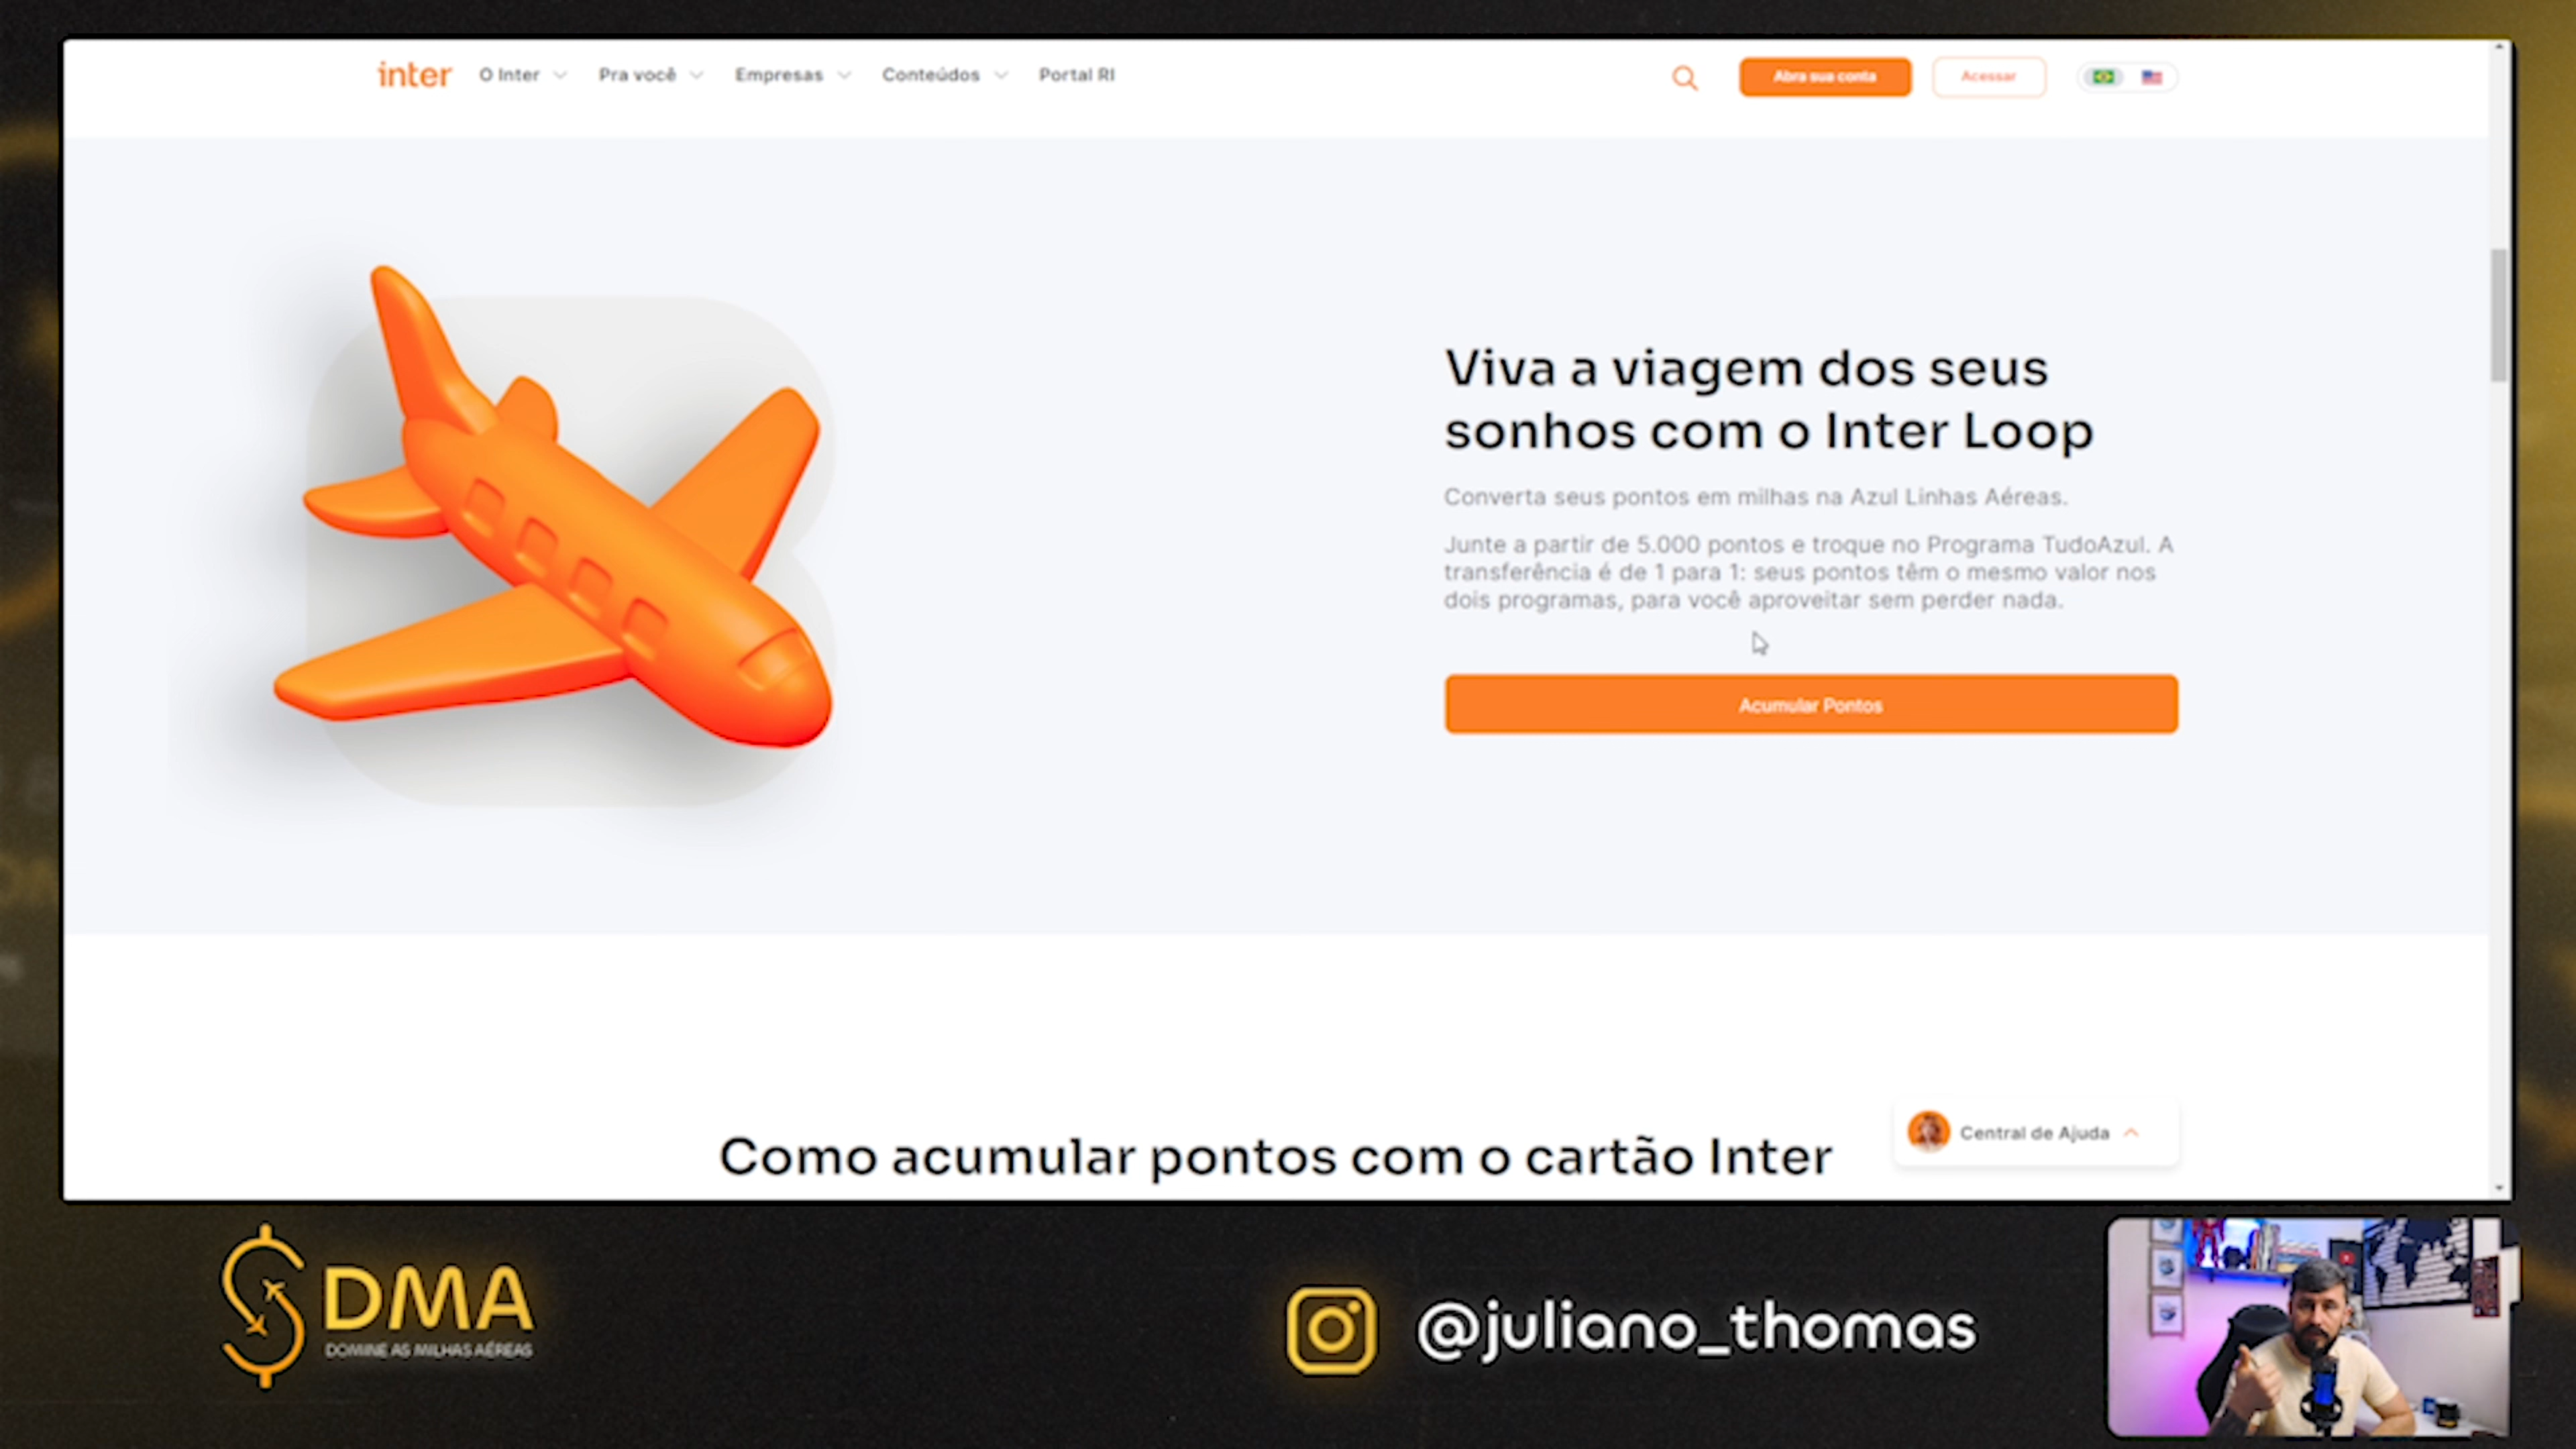 inter O Inter Pra você Empresas Conteúdos Portal RI Abra sua conta Acessar
Viva a viagem dos seus
sonhos com o Inter Loop
Converta seus pontos em milhas na Azul Linhas Aéreas.
Junte a partir de 5.000 pontos e troque no Programa TudoAzul. A
transferência é de 1 para 1: seus pontos têm o mesmo valor nos
dois programas, para você aproveitar sem perder nada.
Acumular Pontos
Como acumular pontos com o cartão Inter
Central de Ajuda
DMA
DOMINE AS MILHAS AÉREAS
@juliano_thomas